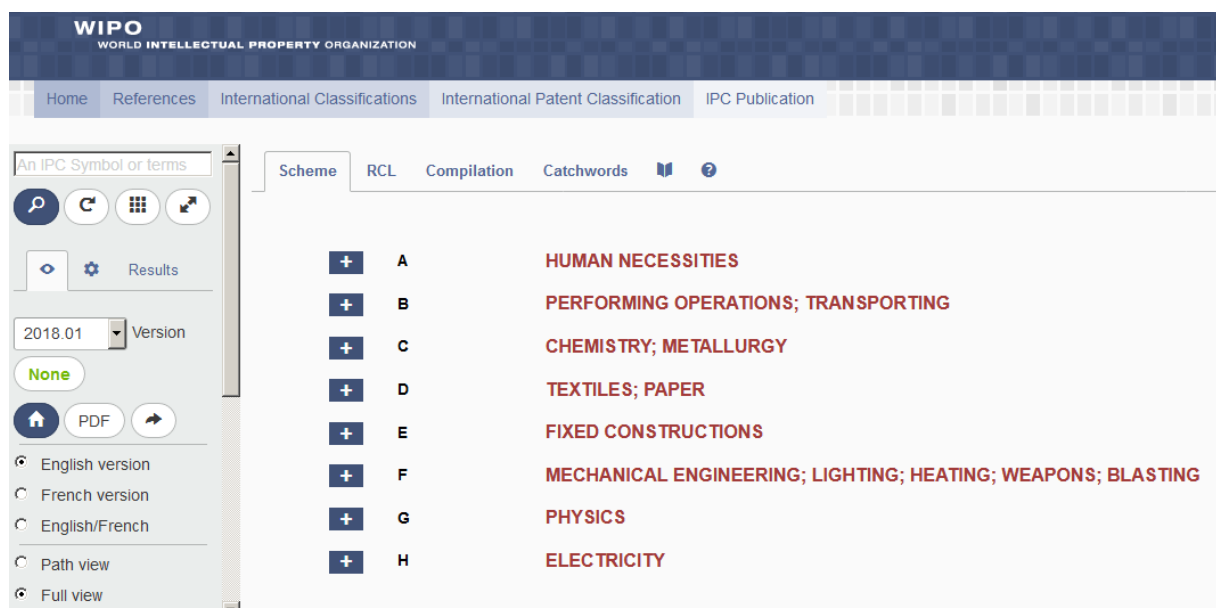 WIPO
WORLD INTELLECTUAL PROPERTY ORGANIZATION
Home References International Classifications International Patent Classification IPC Publication
An IPC Symbol or terms
Scheme RCL Compilation Catchwords
Results
2018.01 Version
None
PDF
English version
French version
English/French
Path view
Full view
A HUMAN NECESSITIES
B PERFORMING OPERATIONS; TRANSPORTING
C CHEMISTRY; METALLURGY
D TEXTILES; PAPER
E FIXED CONSTRUCTIONS
F MECHANICAL ENGINEERING; LIGHTING; HEATING; WEAPONS; BLASTING
G PHYSICS
H ELECTRICITY